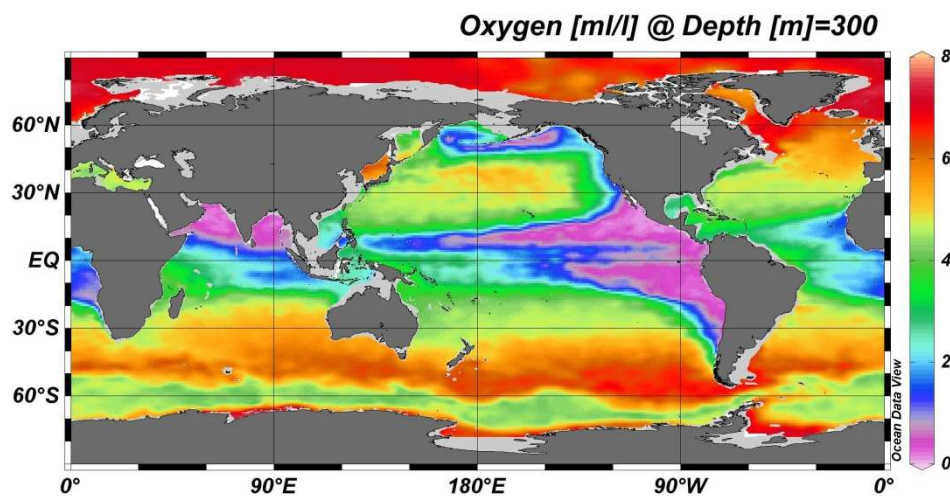 Oxygen [ml/l] @ Depth [m]=300
60°N
30°N
EQ
30°S
60°S
0°
90°E
180°E
90°W
0°
Ocean Data View
8
6
4
2
0